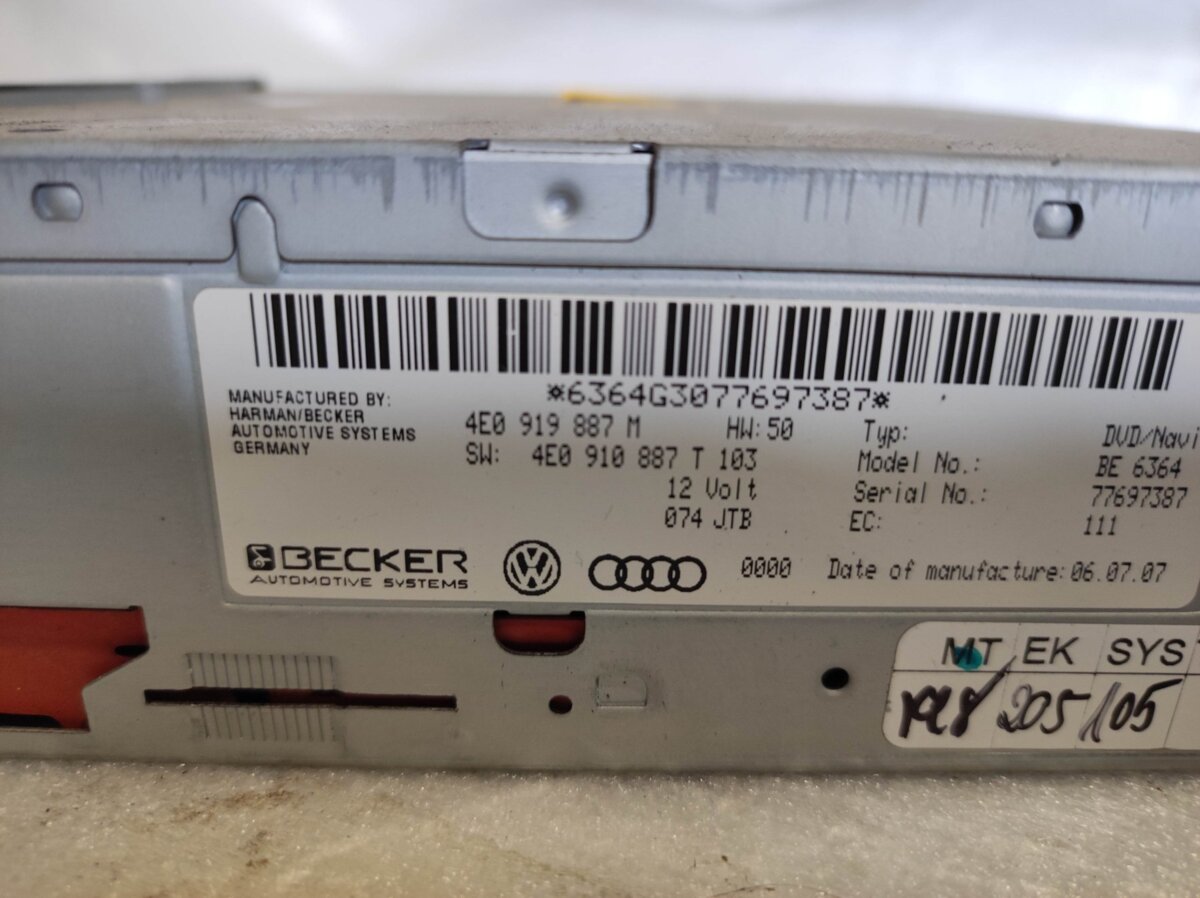 *6364G3077697387*
MANUFACTURED BY:
HARMAN/BECKER
AUTOMOTIVE SYSTEMS
GERMANY
4E0 919 887 M HW: 50
SW: 4E0 910 887 T 103
12 Volt
074 JTB
Typ: DVD/Navi
Model No.: BE 6364
Serial No.: 77697387
EC: 111
BECKER
AUTOMOTIVE SYSTEMS
0000 Date of manufacture: 06.07.07
MT EK SYS
205 105